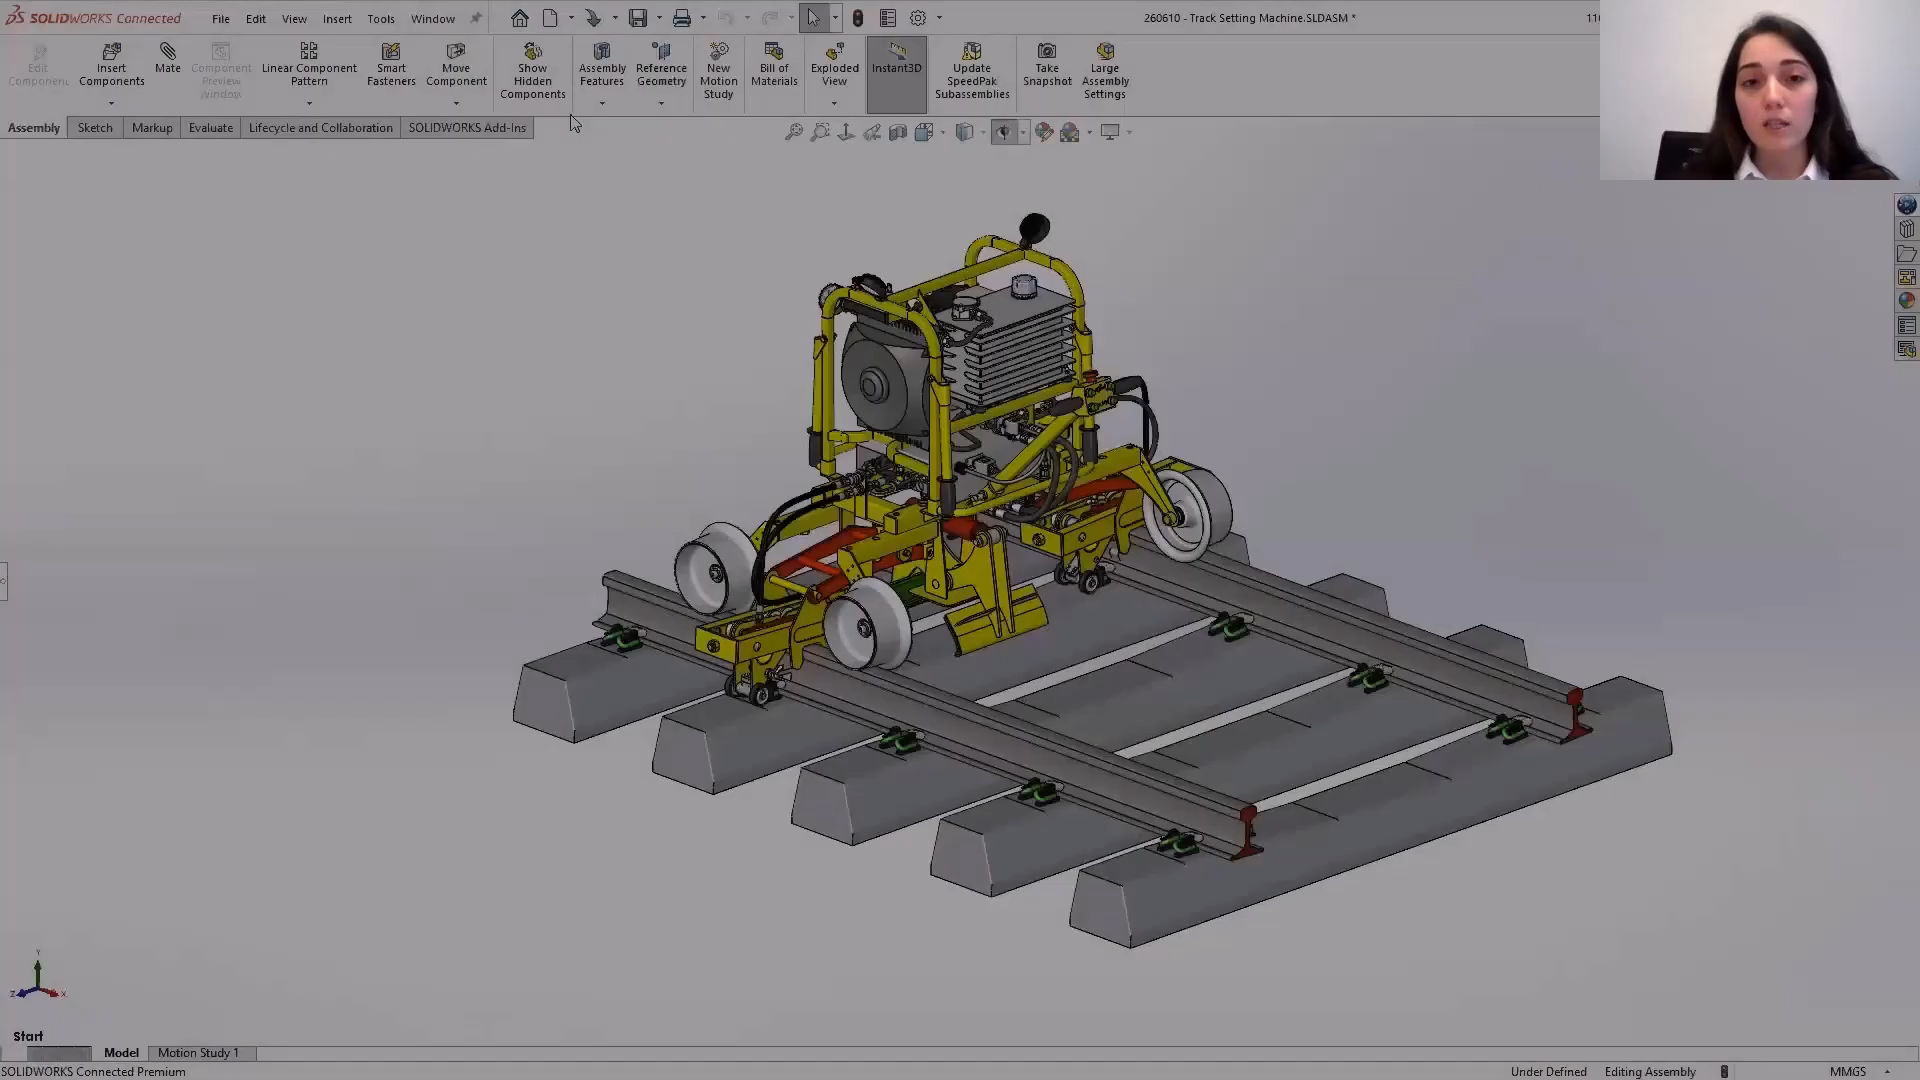 SOLIDWORKS Connected
File Edit View Insert Tools Window
260610 - Track Setting Machine.SLDASM *
Edit Component
Insert Components
Mate
Component Preview Window
Linear Component Pattern
Smart Fasteners
Move Component
Show Hidden Components
Assembly Features
Reference Geometry
New Motion Study
Bill of Materials
Exploded View
Instant3D
Update SpeedPak Subassemblies
Take Snapshot
Large Assembly Settings
Assembly Sketch Markup Evaluate Lifecycle and Collaboration SOLIDWORKS Add-Ins
Y
Z X
Start
Model Motion Study 1
SOLIDWORKS Connected Premium Under Defined Editing Assembly MMGS